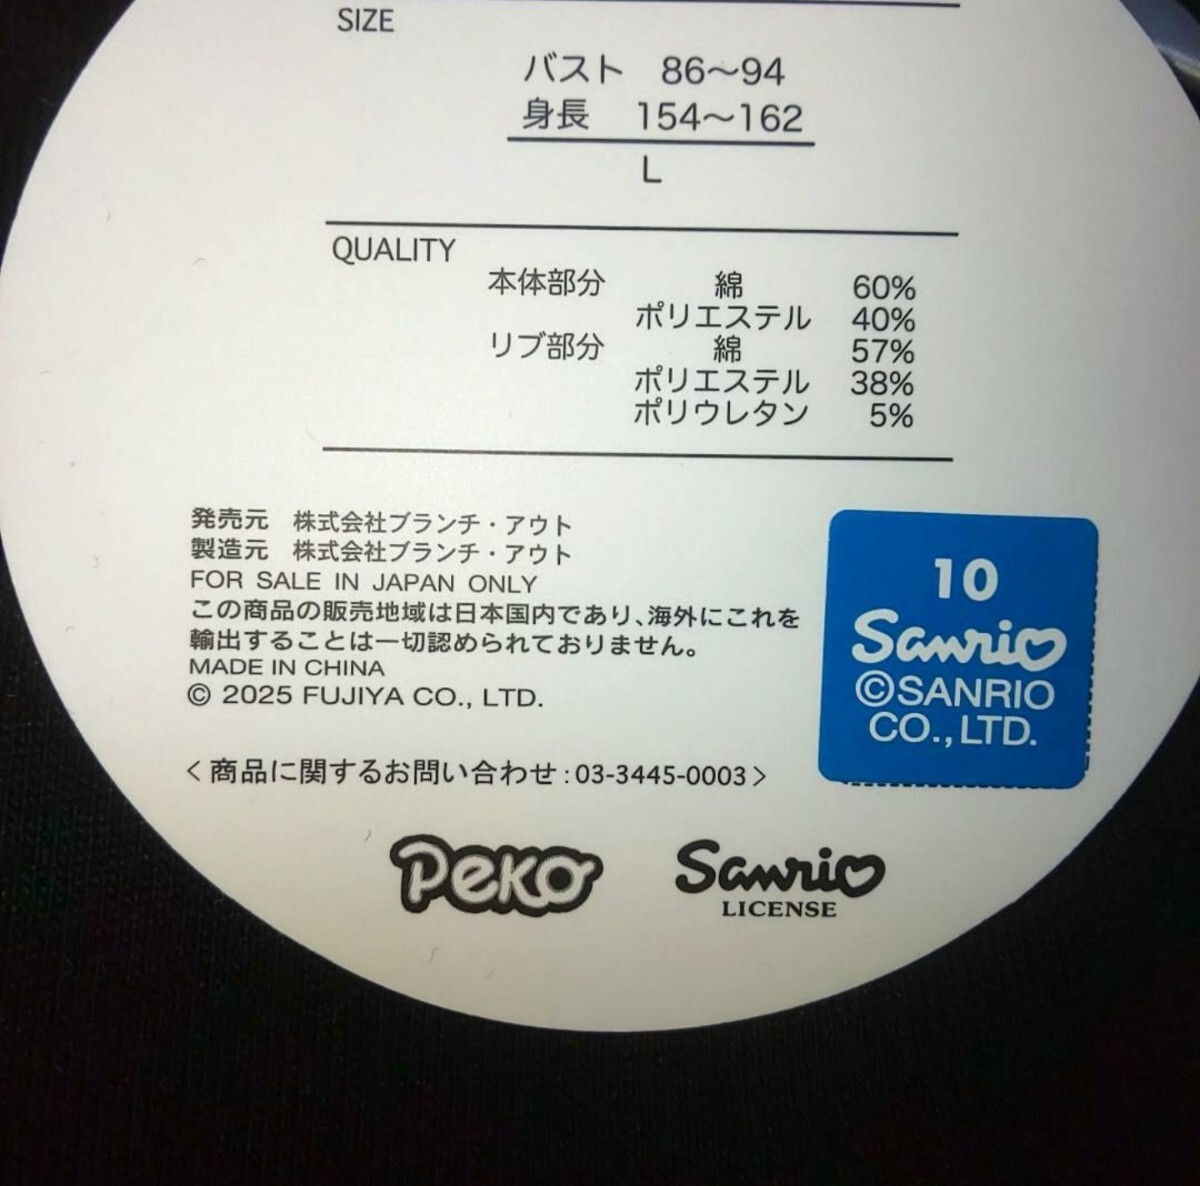 SIZE
バスト 86〜94
身長 154〜162
L
QUALITY
本体部分 綿 60%
ポリエステル 40%
リブ部分 綿 57%
ポリエステル 38%
ポリウレタン 5%
発売元 株式会社ブランチ・アウト
製造元 株式会社ブランチ・アウト
FOR SALE IN JAPAN ONLY
この商品の販売地域は日本国内であり、海外にこれを
輸出することは一切認められておりません。
MADE IN CHINA
© 2025 FUJIYA CO., LTD.
10
Sanrio
©SANRIO
CO., LTD.
<商品に関するお問い合わせ:03-3445-0003>
Peko
Sanrio
LICENSE